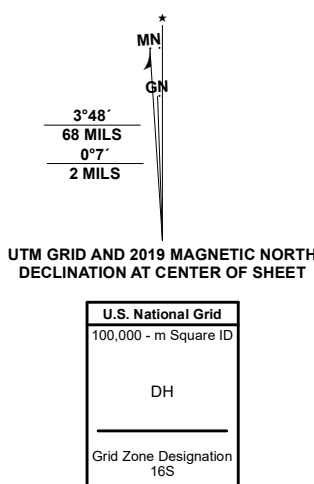 ★
MN
GN
3°48´
68 MILS
0°7´
2 MILS
UTM GRID AND 2019 MAGNETIC NORTH
DECLINATION AT CENTER OF SHEET
U.S. National Grid
100,000 - m Square ID
DH
Grid Zone Designation
16S